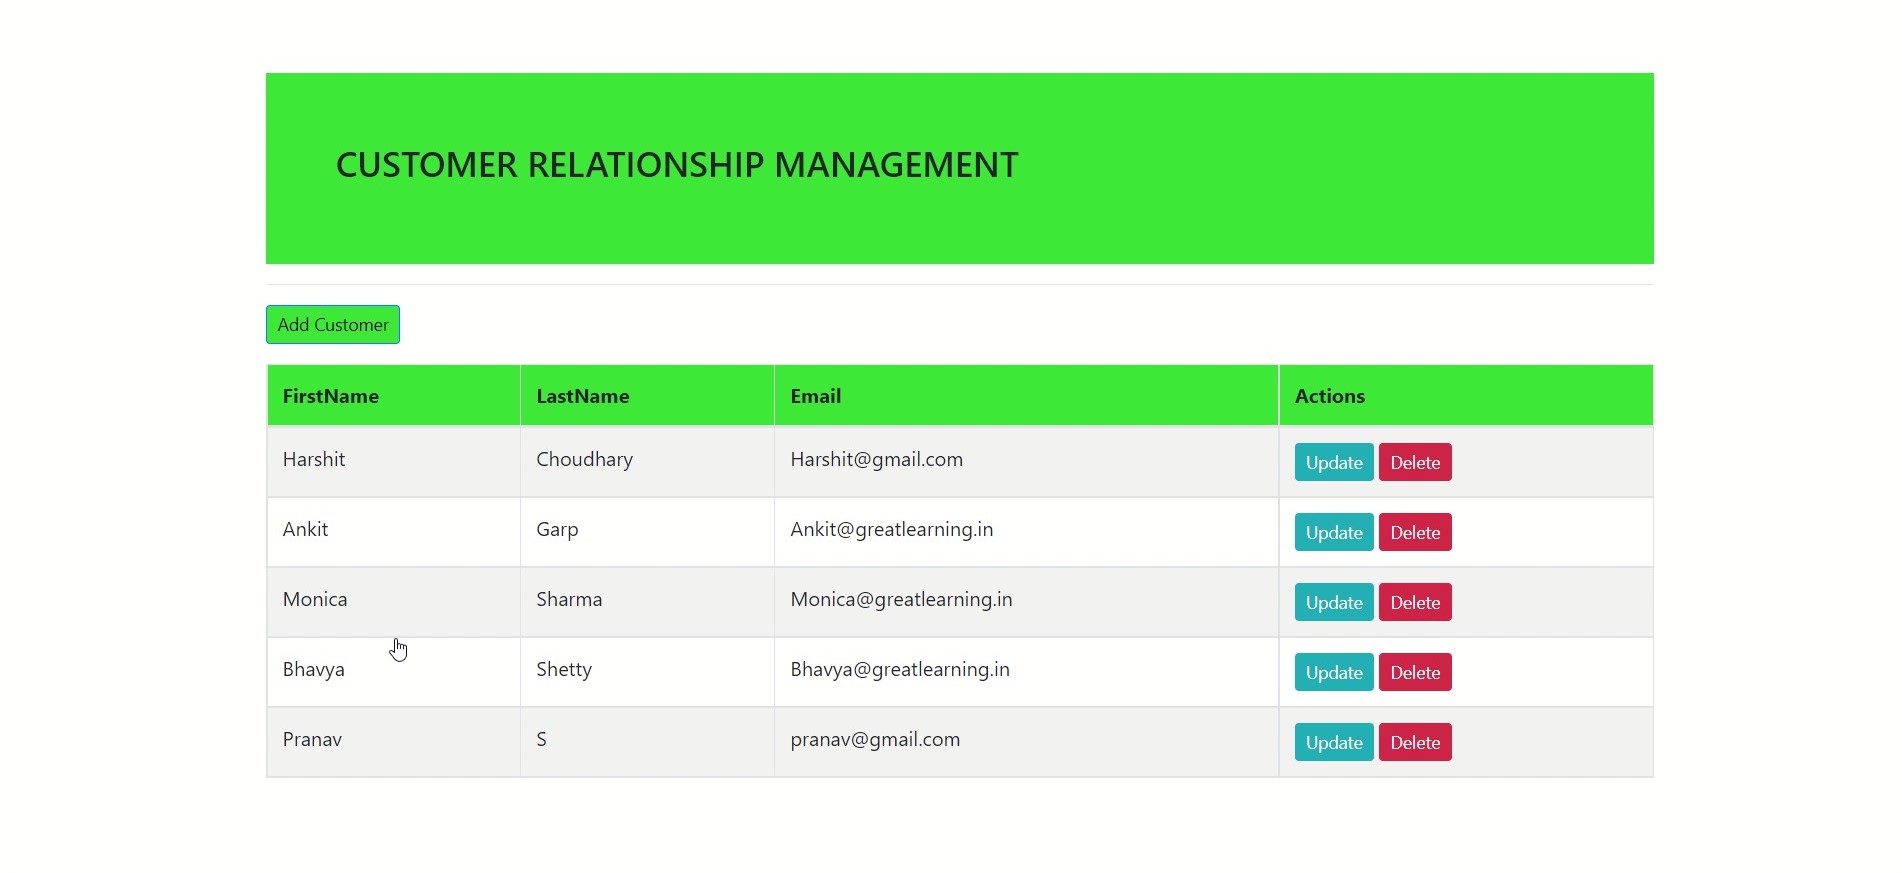 CUSTOMER RELATIONSHIP MANAGEMENT
Add Customer
FirstName LastName Email Actions
Harshit Choudhary Harshit@gmail.com Update Delete
Ankit Garp Ankit@greatlearning.in Update Delete
Monica Sharma Monica@greatlearning.in Update Delete
Bhavya Shetty Bhavya@greatlearning.in Update Delete
Pranav S pranav@gmail.com Update Delete